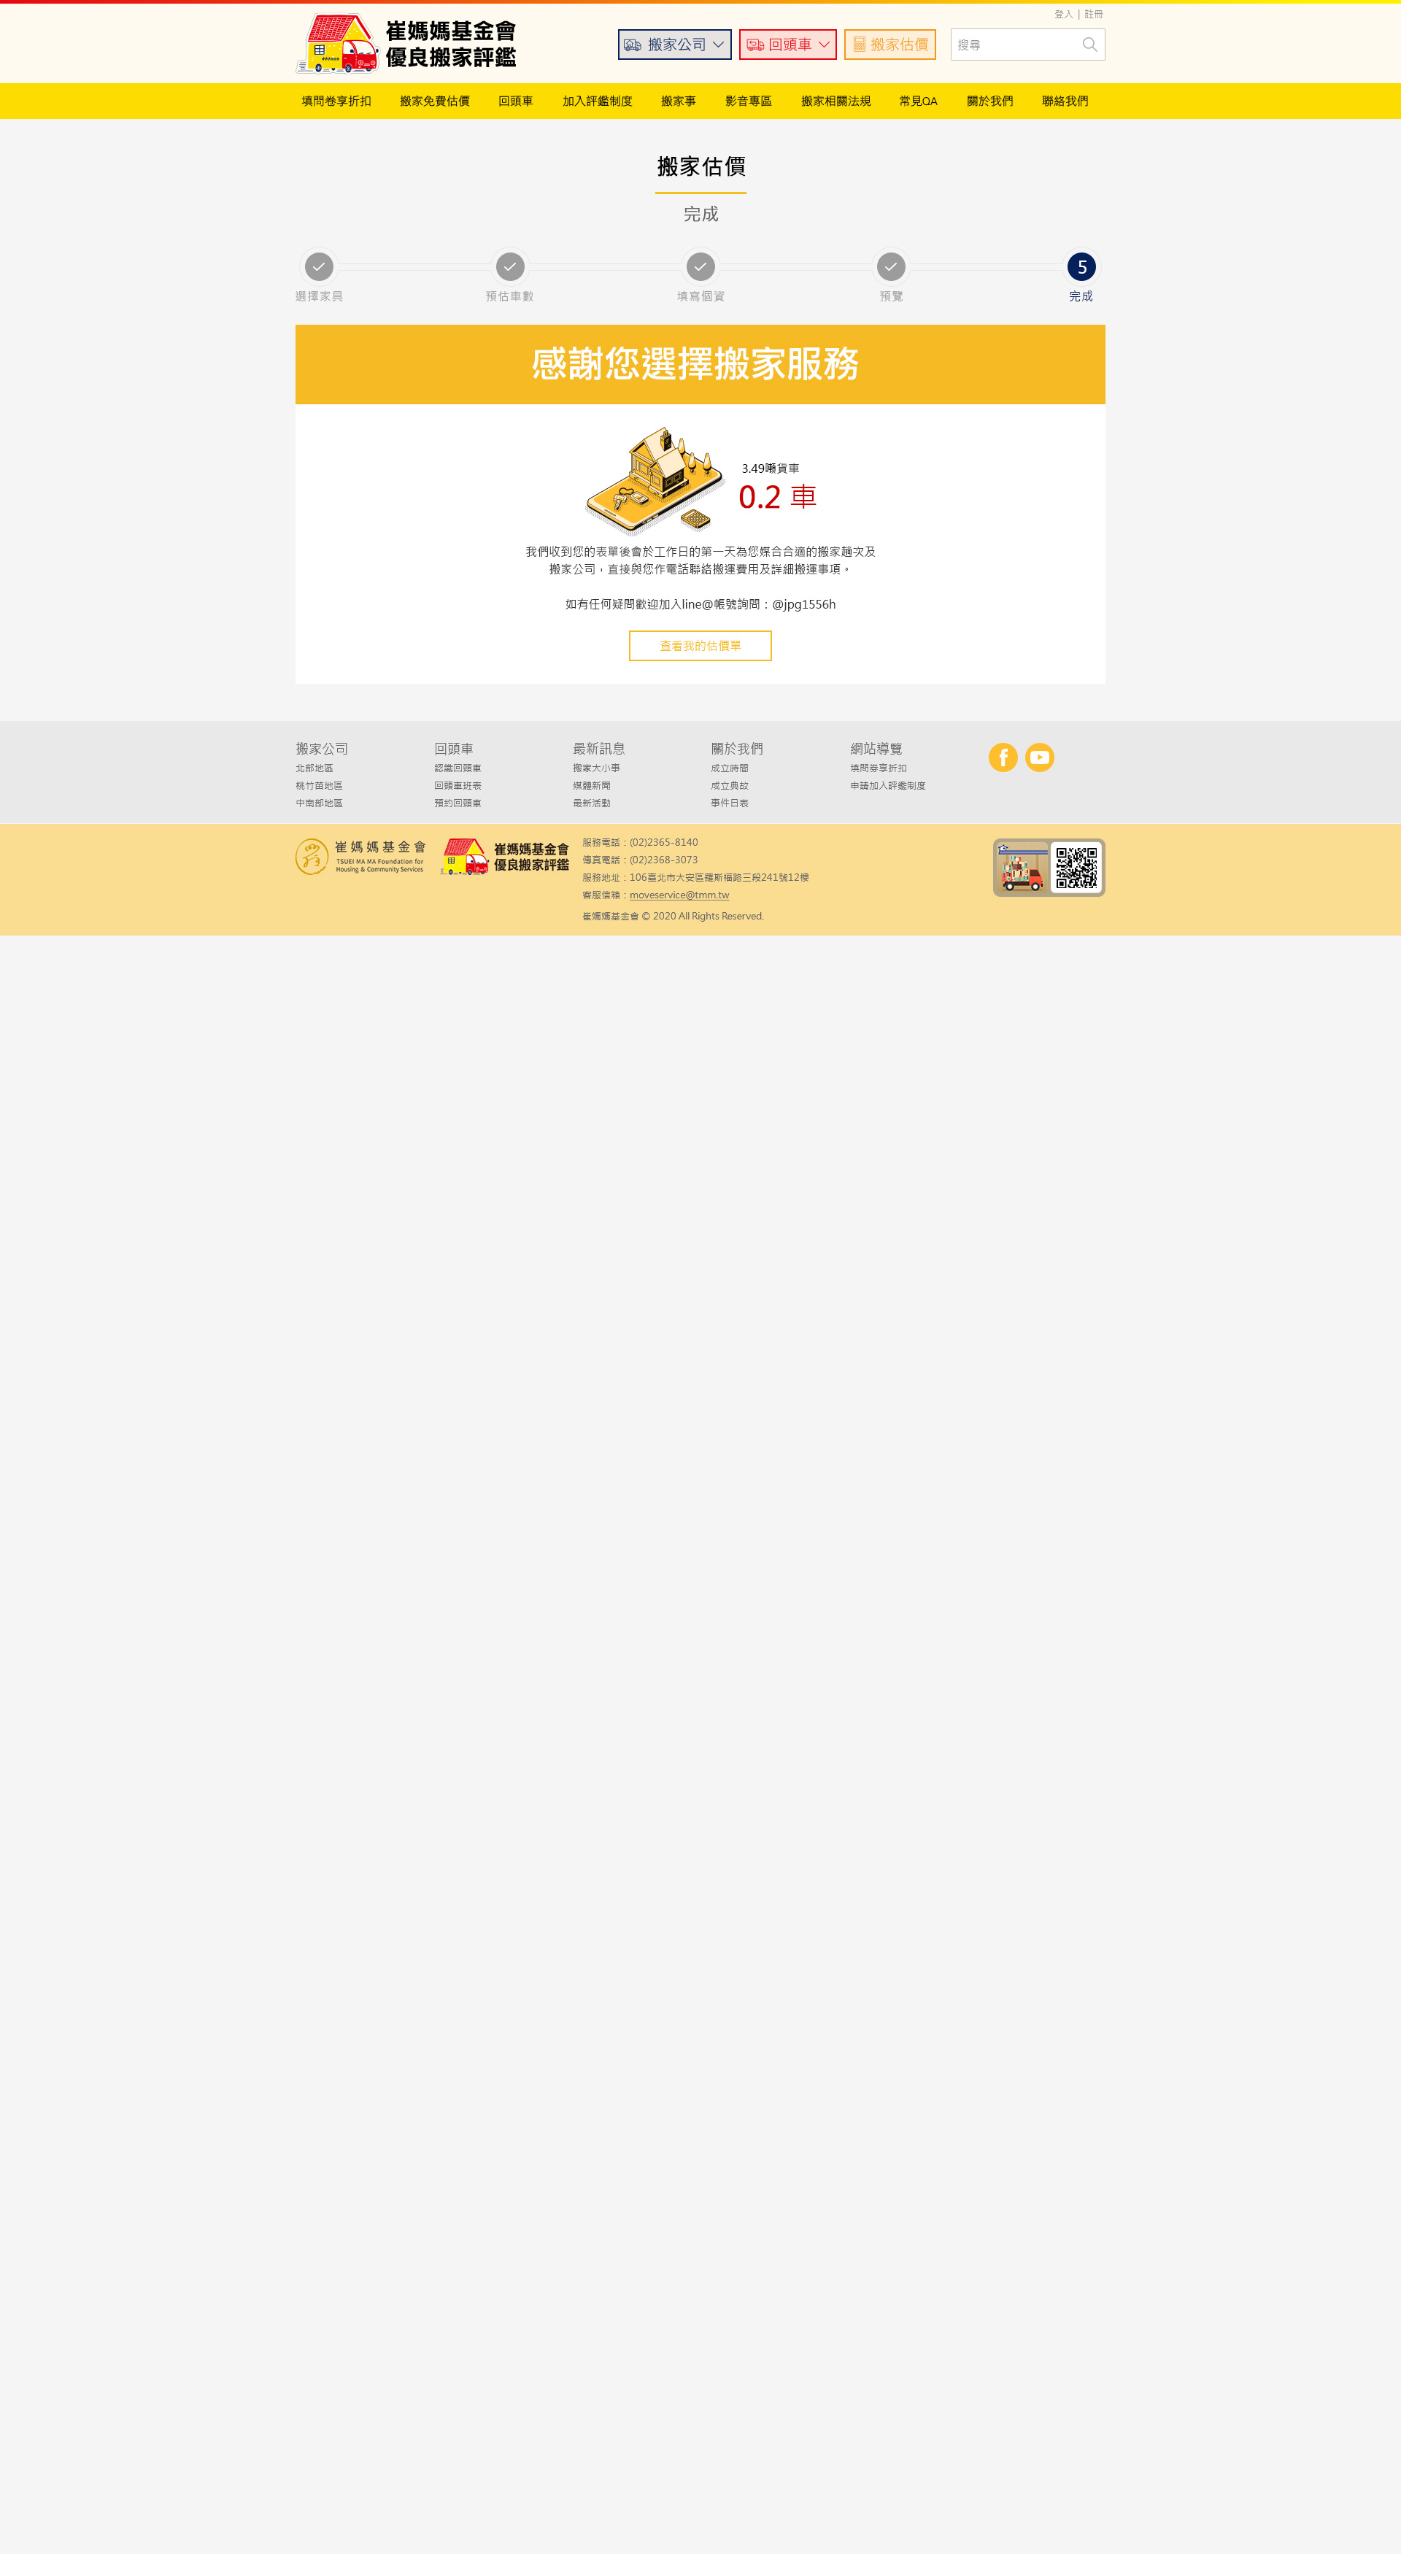 登入 | 註冊
崔媽媽基金會
優良搬家評鑑
搬家公司
回頭車
搬家估價
搜尋
填問卷享折扣
搬家免費估價
回頭車
加入評鑑制度
搬家事
影音專區
搬家相關法規
常見QA
關於我們
聯絡我們
搬家估價
完成
5
選擇家具
預估車數
填寫個資
預覽
完成
感謝您選擇搬家服務
3.49噸貨車
0.2 車
我們收到您的表單後會於工作日的第一天為您媒合合適的搬家趟次及
搬家公司，直接與您作電話聯絡搬運費用及詳細搬運事項。
如有任何疑問歡迎加入line@帳號詢問：@jpg1556h
查看我的估價單
搬家公司
北部地區
桃竹苗地區
中南部地區
回頭車
認識回頭車
回頭車班表
預約回頭車
最新訊息
搬家大小事
媒體新聞
最新活動
關於我們
成立時間
成立典故
事件日表
網站導覽
填問券享折扣
申請加入評鑑制度
崔媽媽基金會
TSUEI MA MA Foundation for
Housing & Community Services
崔媽媽基金會
優良搬家評鑑
服務電話：(02)2365-8140
傳真電話：(02)2368-3073
服務地址：106臺北市大安區羅斯福路三段241號12樓
客服信箱：moveservice@tmm.tw
崔媽媽基金會 © 2020 All Rights Reserved.